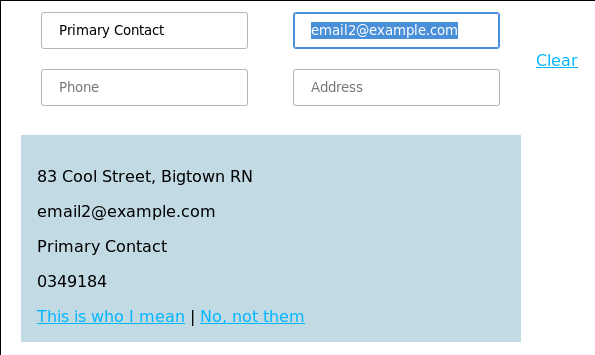 Primary Contact
email2@example.com
Clear
Phone
Address
83 Cool Street, Bigtown RN
email2@example.com
Primary Contact
0349184
This is who I mean | No, not them